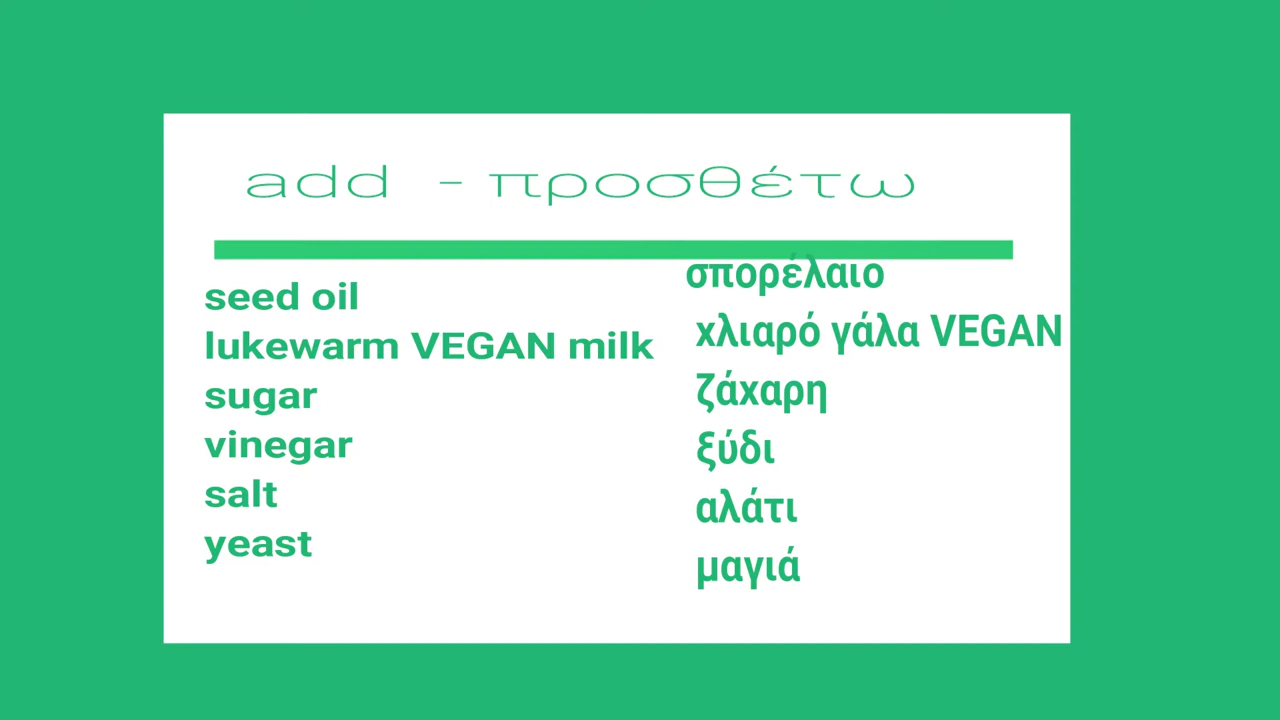 add - προσθέτω
seed oil
lukewarm VEGAN milk
sugar
vinegar
salt
yeast
σπορέλαιο
χλιαρό γάλα VEGAN
ζάχαρη
ξύδι
αλάτι
μαγιά